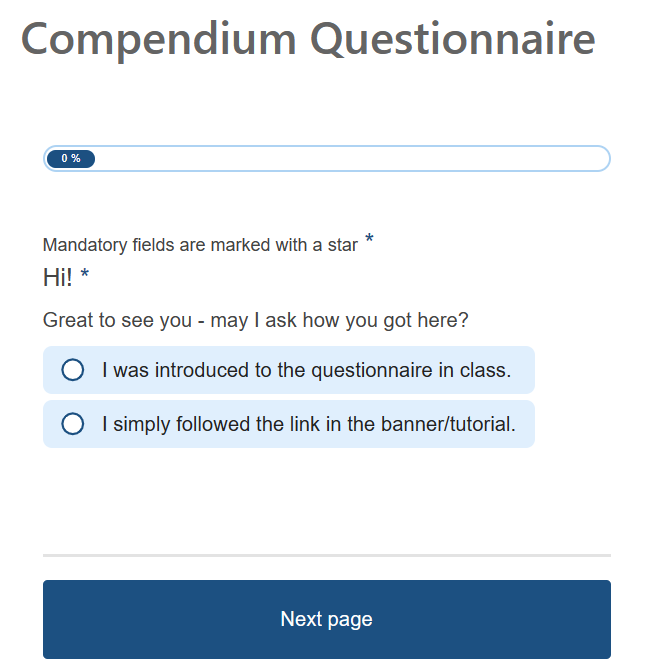 Compendium Questionnaire
0 %
Mandatory fields are marked with a star *
Hi! *
Great to see you - may I ask how you got here?
I was introduced to the questionnaire in class.
I simply followed the link in the banner/tutorial.
Next page